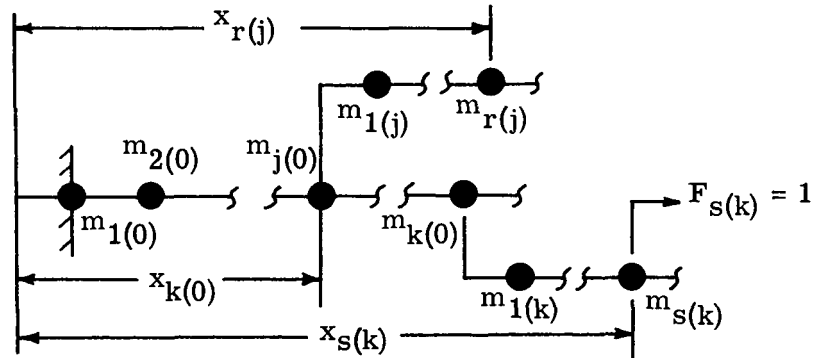 x_r(j)
m_1(j)
m_r(j)
m_2(0)
m_j(0)
m_1(0)
m_k(0)
F_s(k) = 1
x_k(0)
m_1(k)
m_s(k)
x_s(k)